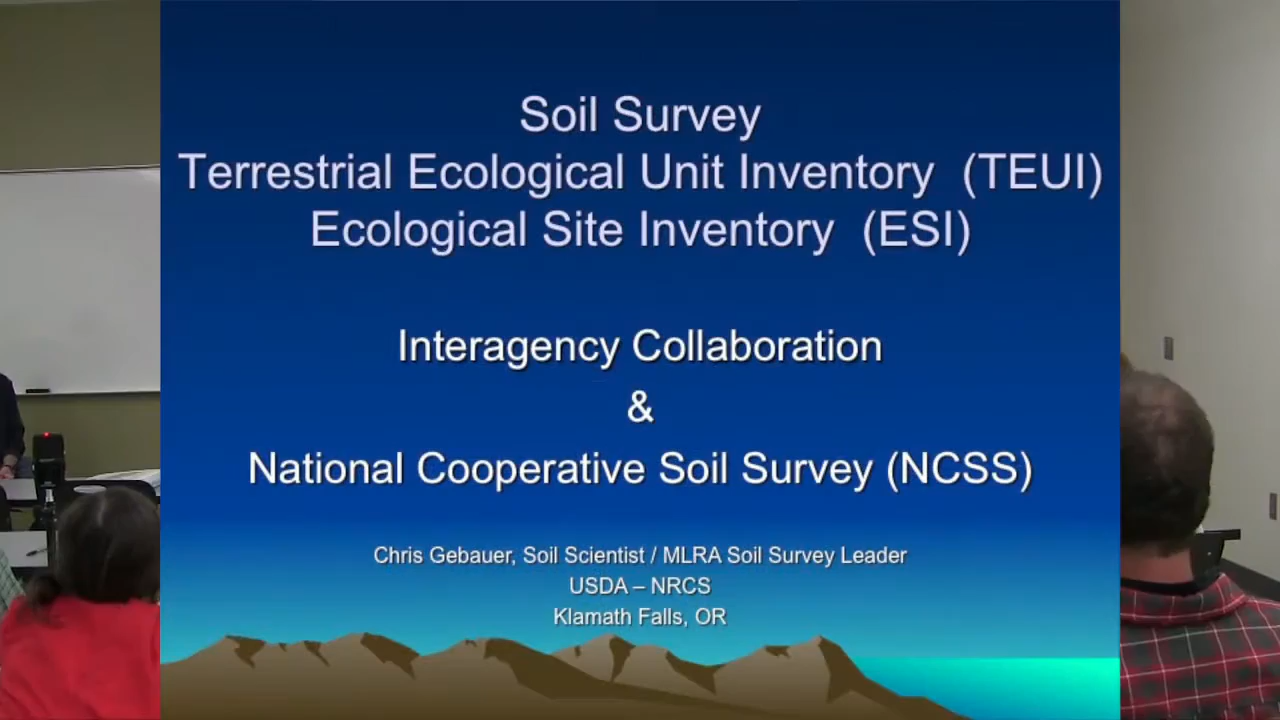 Soil Survey
Terrestrial Ecological Unit Inventory (TEUI)
Ecological Site Inventory (ESI)
Interagency Collaboration
&
National Cooperative Soil Survey (NCSS)
Chris Gebauer, Soil Scientist / MLRA Soil Survey Leader
USDA – NRCS
Klamath Falls, OR